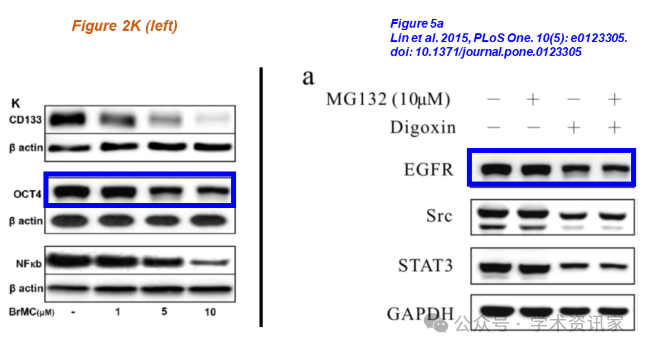 Figure 2K (left)
Figure 5a
Lin et al. 2015, PLoS One. 10(5): e0123305.
doi: 10.1371/journal.pone.0123305
K
CD133
β actin
OCT4
β actin
NFkb
β actin
BrMC(μM) - 1 5 10
a
MG132 (10μM) − + − +
Digoxin − − + +
EGFR
Src
STAT3
GAPDH
公众号 · 学术资讯家